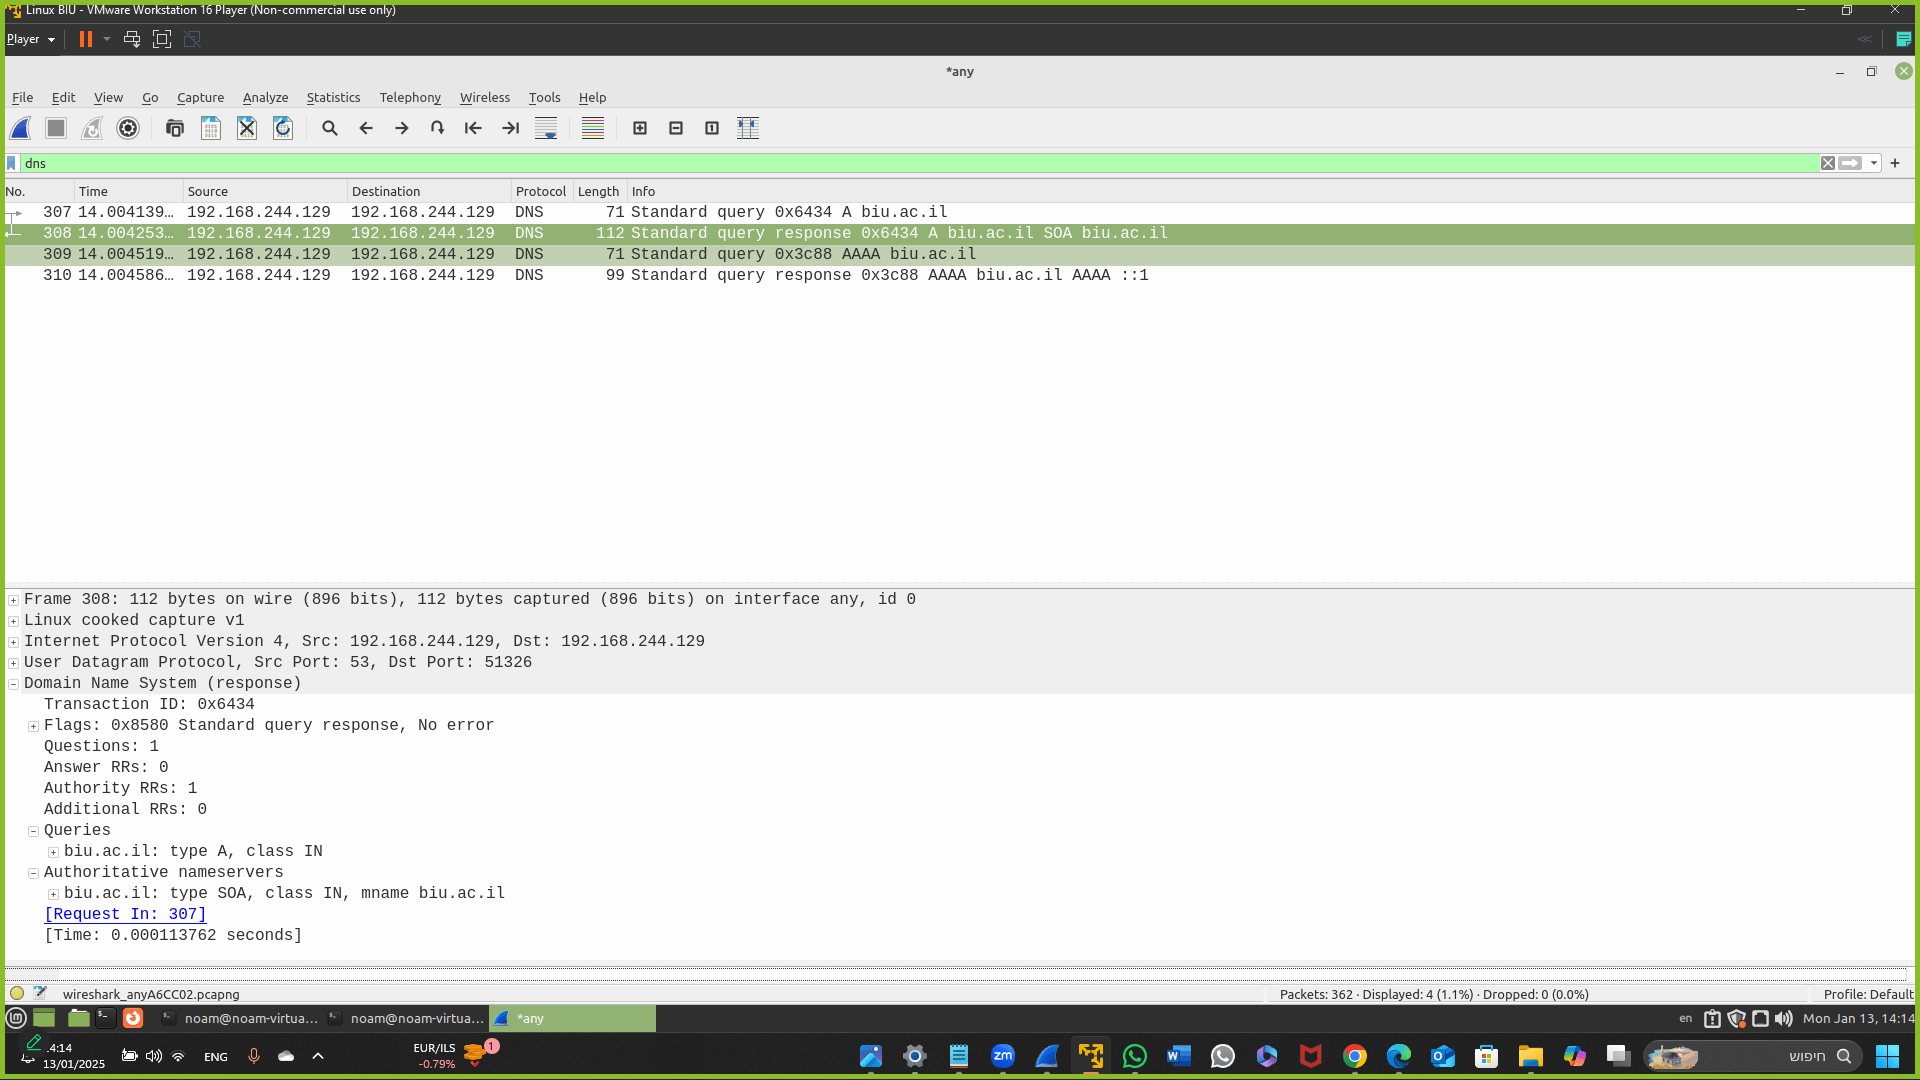 Linux BIU - VMware Workstation 16 Player (Non-commercial use only)
Player
*any
File Edit View Go Capture Analyze Statistics Telephony Wireless Tools Help
dns
No. Time Source Destination Protocol Length Info
307 14.004139… 192.168.244.129 192.168.244.129 DNS 71 Standard query 0x6434 A biu.ac.il
308 14.004253… 192.168.244.129 192.168.244.129 DNS 112 Standard query response 0x6434 A biu.ac.il SOA biu.ac.il
309 14.004519… 192.168.244.129 192.168.244.129 DNS 71 Standard query 0x3c88 AAAA biu.ac.il
310 14.004586… 192.168.244.129 192.168.244.129 DNS 99 Standard query response 0x3c88 AAAA biu.ac.il AAAA ::1
Frame 308: 112 bytes on wire (896 bits), 112 bytes captured (896 bits) on interface any, id 0
Linux cooked capture v1
Internet Protocol Version 4, Src: 192.168.244.129, Dst: 192.168.244.129
User Datagram Protocol, Src Port: 53, Dst Port: 51326
Domain Name System (response)
Transaction ID: 0x6434
Flags: 0x8580 Standard query response, No error
Questions: 1
Answer RRs: 0
Authority RRs: 1
Additional RRs: 0
Queries
biu.ac.il: type A, class IN
Authoritative nameservers
biu.ac.il: type SOA, class IN, mname biu.ac.il
[Request In: 307]
[Time: 0.000113762 seconds]
wireshark_anyA6CC02.pcapng Packets: 362 · Displayed: 4 (1.1%) · Dropped: 0 (0.0%) Profile: Default
noam@noam-virtua… noam@noam-virtua… *any en Mon Jan 13, 14:14
14:14
13/01/2025
ENG
EUR/ILS
-0.79%
1
zm
חיפוש